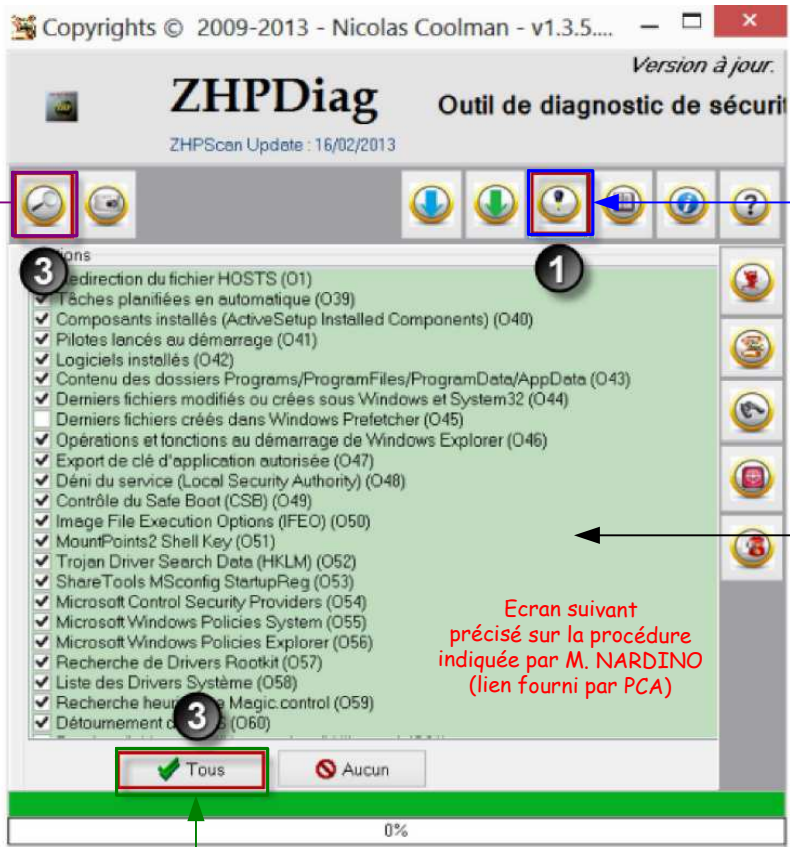 Copyrights © 2009-2013 - Nicolas Coolman - v1.3.5....
Version à jour.
ZHPDiag
Outil de diagnostic de sécurit
ZHPScan Update : 16/02/2013
3
1
ions
edirection du fichier HOSTS (O1)
Tâches planifiées en automatique (O39)
Composants installés (ActiveSetup Installed Components) (O40)
Pilotes lancés au démarrage (O41)
Logiciels installés (O42)
Contenu des dossiers Programs/ProgramFiles/ProgramData/AppData (O43)
Derniers fichiers modifiés ou crées sous Windows et System32 (O44)
Derniers fichiers créés dans Windows Prefetcher (O45)
Opérations et fonctions au démarrage de Windows Explorer (O46)
Export de clé d'application autorisée (O47)
Déni du service (Local Security Authority) (O48)
Contrôle du Safe Boot (CSB) (O49)
Image File Execution Options (IFEO) (O50)
MountPoints2 Shell Key (O51)
Trojan Driver Search Data (HKLM) (O52)
ShareTools MSconfig StartupReg (O53)
Microsoft Control Security Providers (O54)
Microsoft Windows Policies System (O55)
Microsoft Windows Policies Explorer (O56)
Recherche de Drivers Rootkit (O57)
Liste des Drivers Système (O58)
Recherche heu e Magic.control (O59)
Détournement d S (O60)
Ecran suivant
précisé sur la procédure
indiquée par M. NARDINO
(lien fourni par PCA)
3
Tous
Aucun
0%